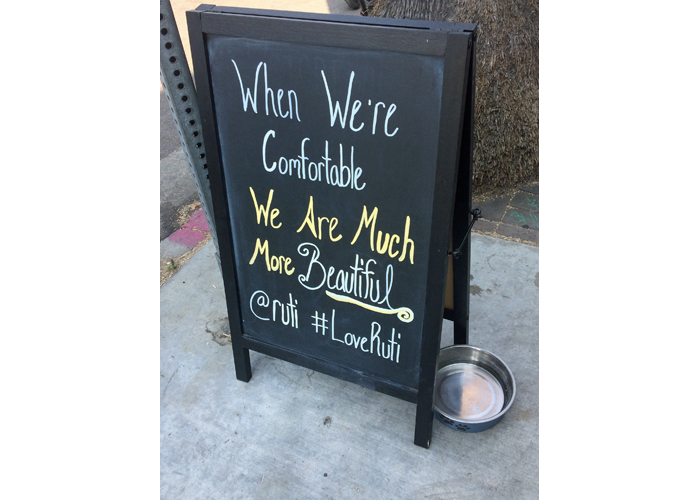 When We're
Comfortable
We Are Much
More Beautiful
@ruti #LoveRuti